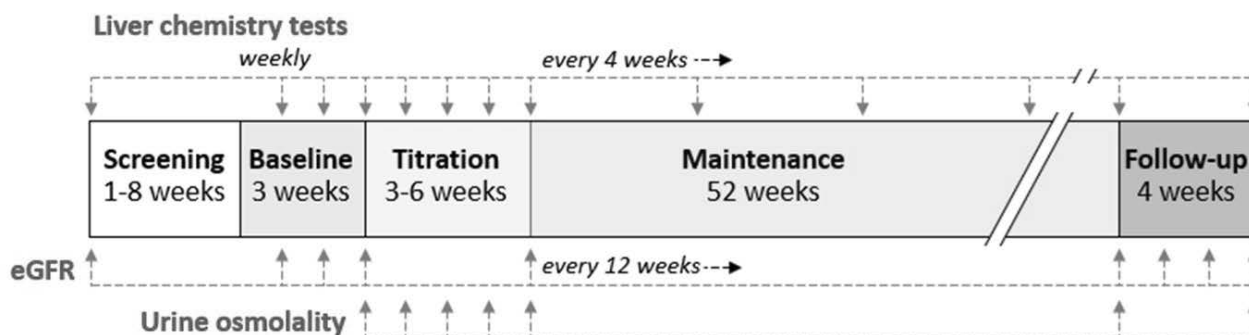 Liver chemistry tests
weekly
every 4 weeks
Screening
1-8 weeks
Baseline
3 weeks
Titration
3-6 weeks
Maintenance
52 weeks
Follow-up
4 weeks
eGFR
every 12 weeks
Urine osmolality